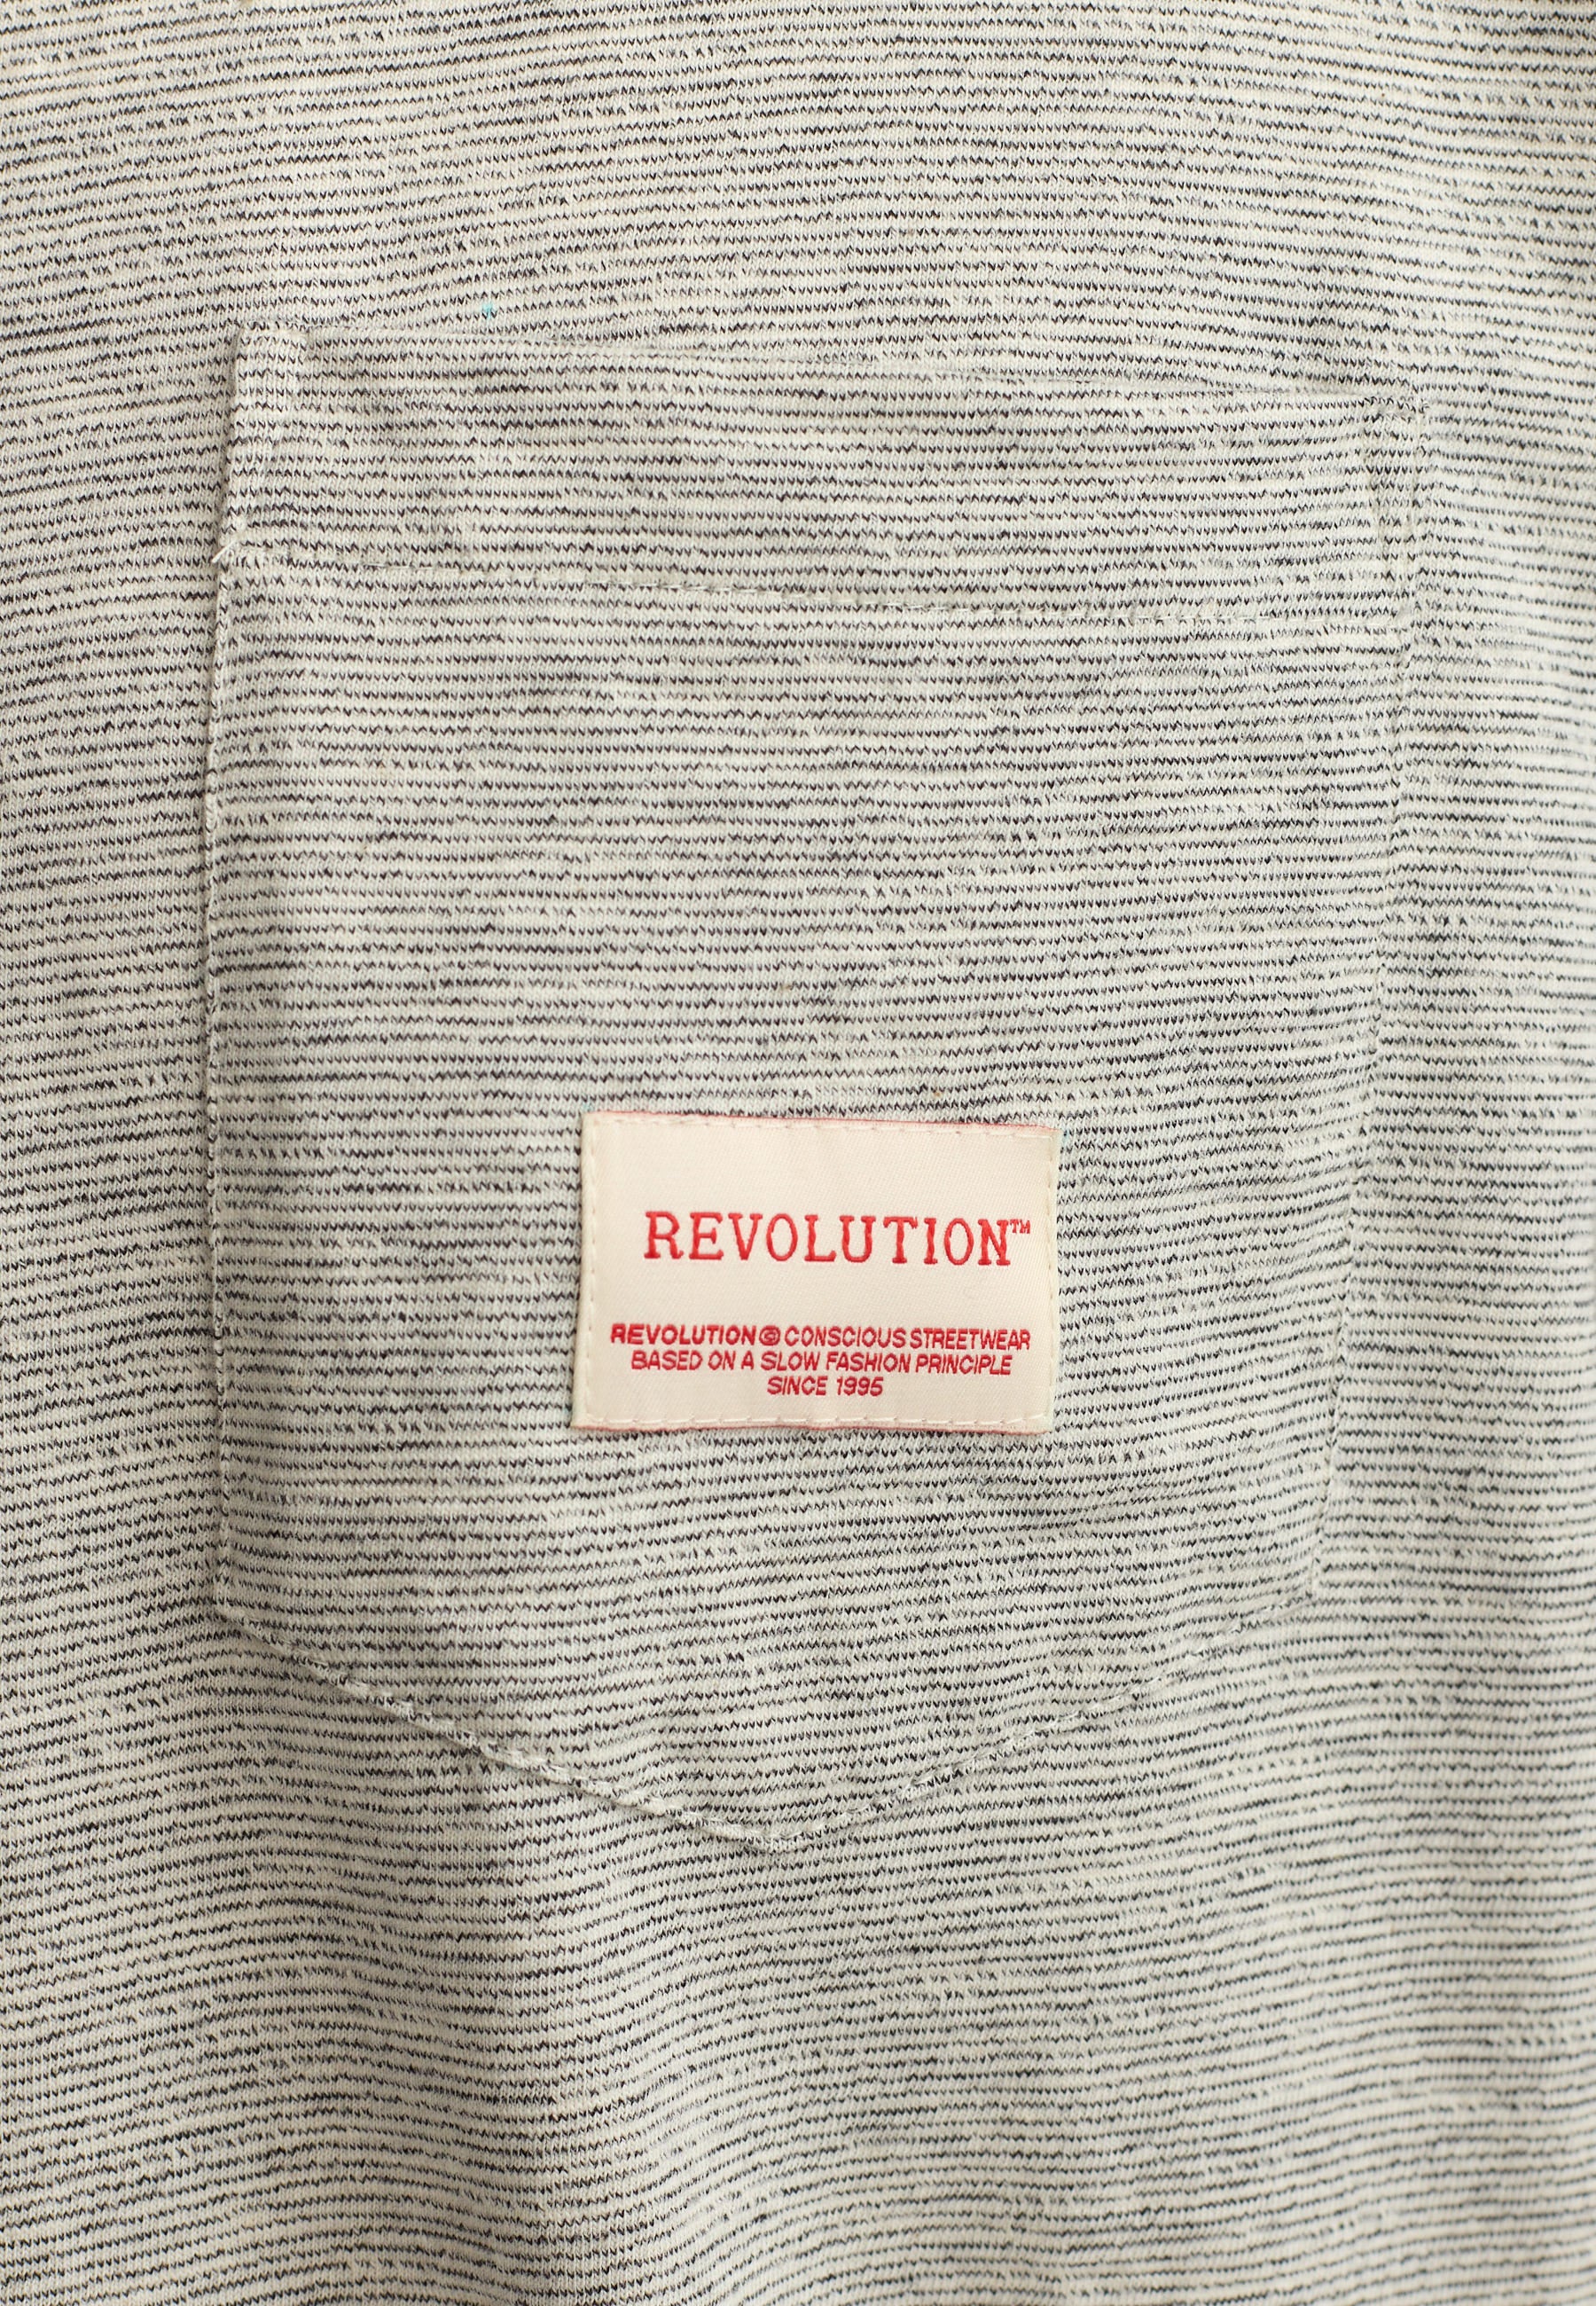 REVOLUTION™
REVOLUTION© CONSCIOUS STREETWEAR
BASED ON A SLOW FASHION PRINCIPLE
SINCE 1995